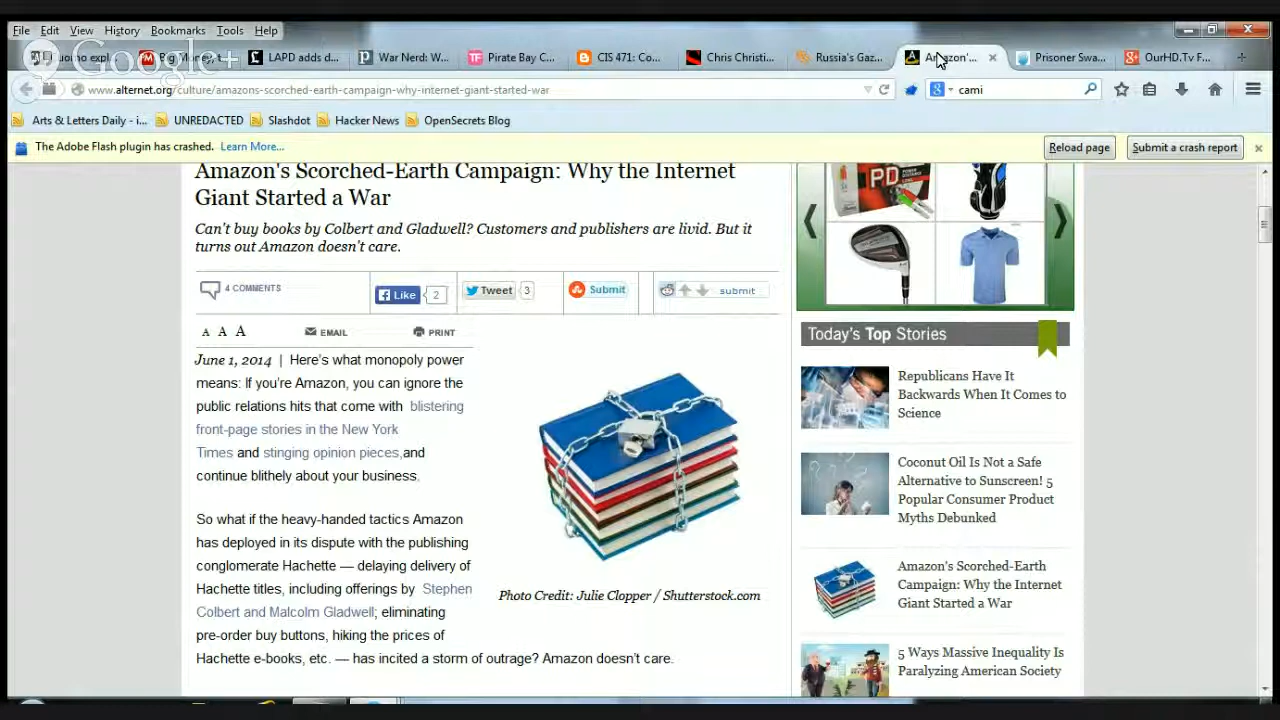 File Edit View History Bookmarks Tools Help
Google+
LAPD adds d...
War Nerd: W...
Pirate Bay C...
CIS 471: Co...
Chris Christi...
Russia's Gaz...
Prisoner Swa...
OurHD.Tv F...
www.alternet.org/culture/amazons-scorched-earth-campaign-why-internet-giant-started-war
cami
Arts & Letters Daily - i...
UNREDACTED
Slashdot
Hacker News
OpenSecrets Blog
The Adobe Flash plugin has crashed. Learn More...
Reload page
Submit a crash report
Amazon's Scorched-Earth Campaign: Why the Internet
Giant Started a War
Can't buy books by Colbert and Gladwell? Customers and publishers are livid. But it
turns out Amazon doesn't care.
4 COMMENTS
Like 2
Tweet 3
Submit
submit
A A A
EMAIL
PRINT
June 1, 2014 | Here's what monopoly power
means: If you're Amazon, you can ignore the
public relations hits that come with blistering
front-page stories in the New York
Times and stinging opinion pieces,and
continue blithely about your business.
So what if the heavy-handed tactics Amazon
has deployed in its dispute with the publishing
conglomerate Hachette — delaying delivery of
Hachette titles, including offerings by Stephen
Colbert and Malcolm Gladwell; eliminating
pre-order buy buttons, hiking the prices of
Hachette e-books, etc. — has incited a storm of outrage? Amazon doesn't care.
Photo Credit: Julie Clopper / Shutterstock.com
PD
Today's Top Stories
Republicans Have It
Backwards When It Comes to
Science
Coconut Oil Is Not a Safe
Alternative to Sunscreen! 5
Popular Consumer Product
Myths Debunked
Amazon's Scorched-Earth
Campaign: Why the Internet
Giant Started a War
5 Ways Massive Inequality Is
Paralyzing American Society